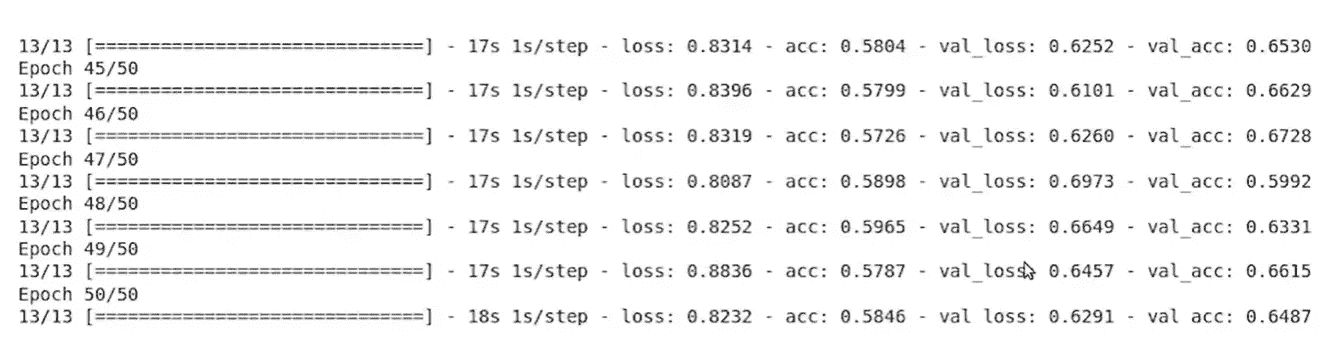 13/13 [==============================] - 17s 1s/step - loss: 0.8314 - acc: 0.5804 - val_loss: 0.6252 - val_acc: 0.6530
Epoch 45/50
13/13 [==============================] - 17s 1s/step - loss: 0.8396 - acc: 0.5799 - val_loss: 0.6101 - val_acc: 0.6629
Epoch 46/50
13/13 [==============================] - 17s 1s/step - loss: 0.8319 - acc: 0.5726 - val_loss: 0.6260 - val_acc: 0.6728
Epoch 47/50
13/13 [==============================] - 17s 1s/step - loss: 0.8087 - acc: 0.5898 - val_loss: 0.6973 - val_acc: 0.5992
Epoch 48/50
13/13 [==============================] - 17s 1s/step - loss: 0.8252 - acc: 0.5965 - val_loss: 0.6649 - val_acc: 0.6331
Epoch 49/50
13/13 [==============================] - 17s 1s/step - loss: 0.8836 - acc: 0.5787 - val_loss: 0.6457 - val_acc: 0.6615
Epoch 50/50
13/13 [==============================] - 18s 1s/step - loss: 0.8232 - acc: 0.5846 - val loss: 0.6291 - val acc: 0.6487